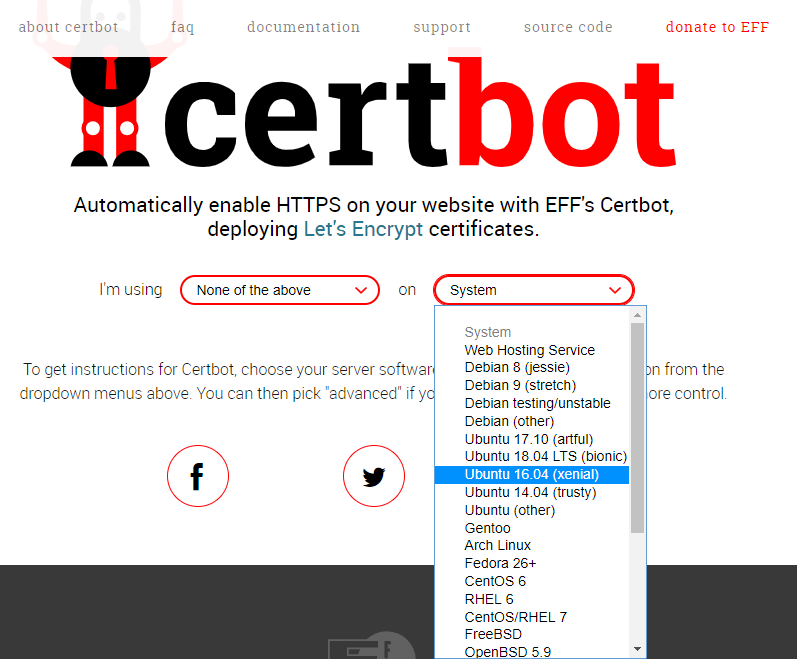 about certbot faq documentation support source code donate to EFF
certbot
Automatically enable HTTPS on your website with EFF's Certbot,
deploying Let's Encrypt certificates.
I'm using None of the above on System
To get instructions for Certbot, choose your server software on from the
dropdown menus above. You can then pick "advanced" if yo ore control.
System
Web Hosting Service
Debian 8 (jessie)
Debian 9 (stretch)
Debian testing/unstable
Debian (other)
Ubuntu 17.10 (artful)
Ubuntu 18.04 LTS (bionic)
Ubuntu 16.04 (xenial)
Ubuntu 14.04 (trusty)
Ubuntu (other)
Gentoo
Arch Linux
Fedora 26+
CentOS 6
RHEL 6
CentOS/RHEL 7
FreeBSD
OpenBSD 5.9